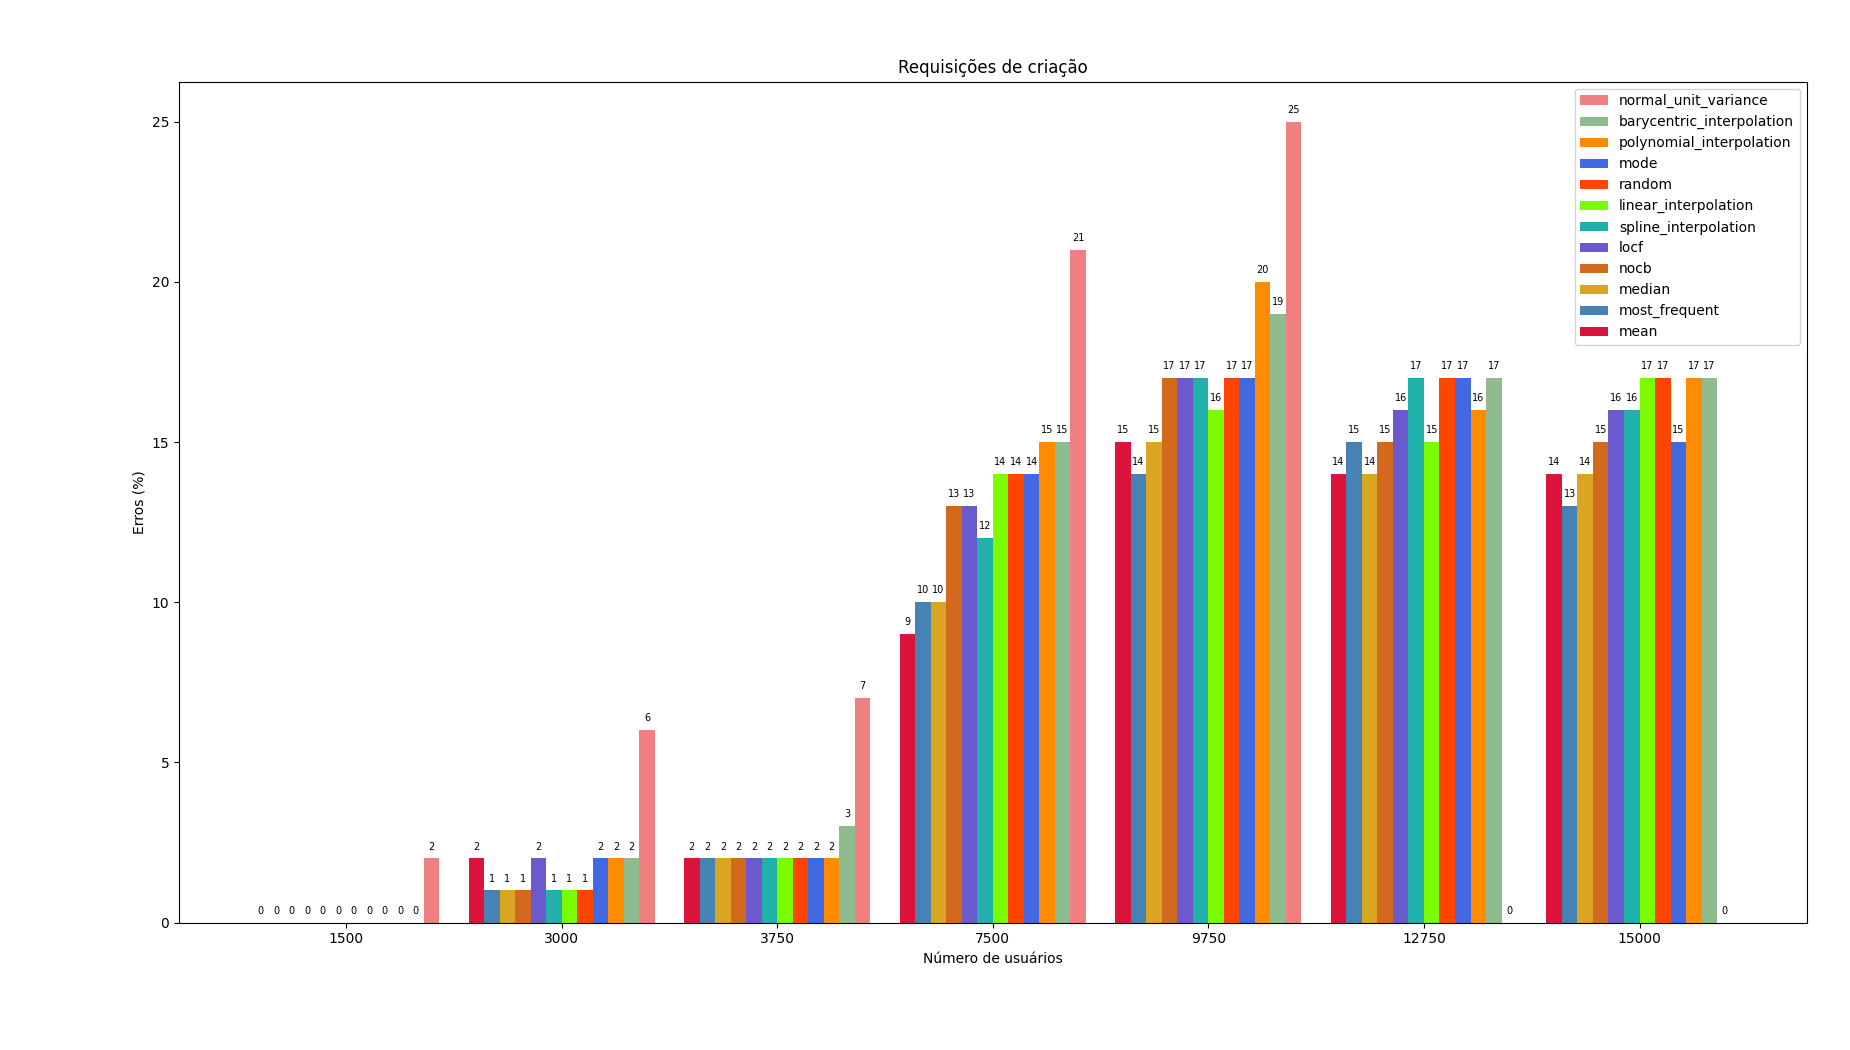 Requisições de criação
normal_unit_variance
barycentric_interpolation
polynomial_interpolation
mode
random
linear_interpolation
spline_interpolation
locf
nocb
median
most_frequent
mean
Erros (%)
25
20
15
10
5
0
0 0 0 0 0 0 0 0 0 0 0 2
2 1 1 1 2 1 1 1 2 2 2 6
2 2 2 2 2 2 2 2 2 2 3 7
9 10 10 13 13 12 14 14 14 15 15 21
15 14 15 17 17 17 16 17 17 20 19 25
14 15 14 15 16 17 15 17 17 16 17 0
14 13 14 15 16 16 17 17 15 17 17 0
1500 3000 3750 7500 9750 12750 15000
Número de usuários